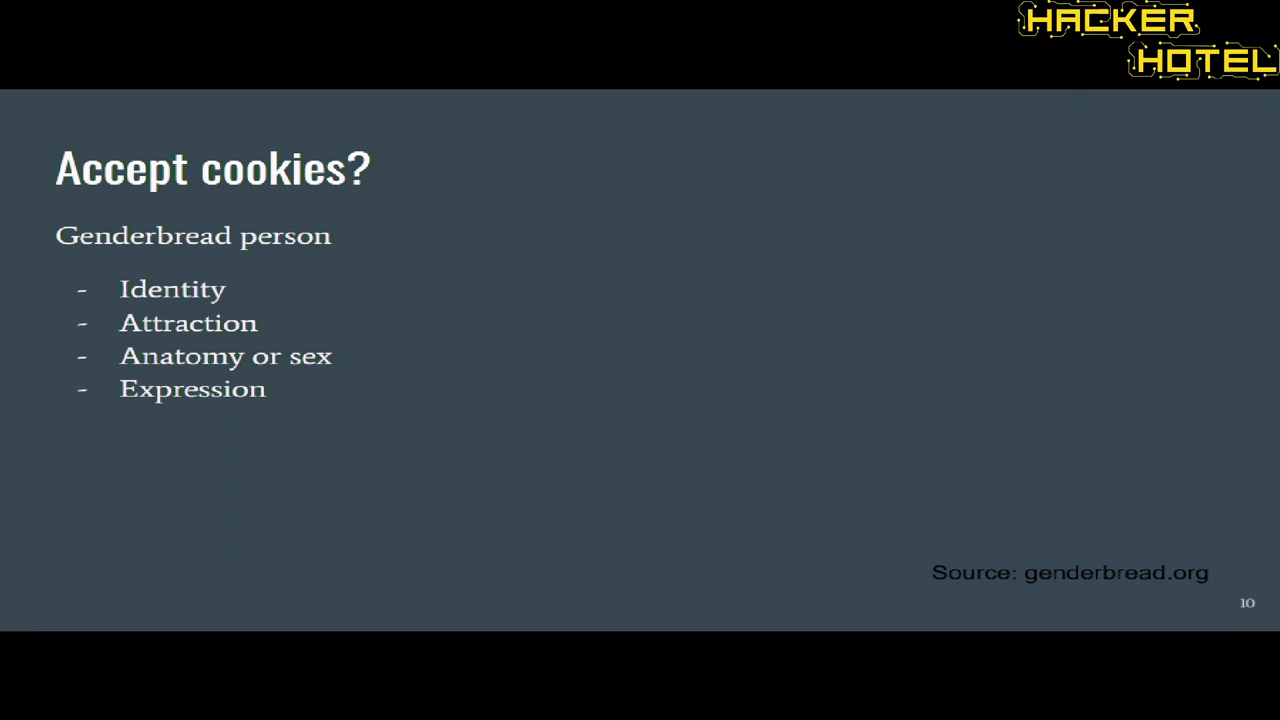 HACKER
HOTEL
Accept cookies?
Genderbread person
- Identity
- Attraction
- Anatomy or sex
- Expression
Source: genderbread.org
10